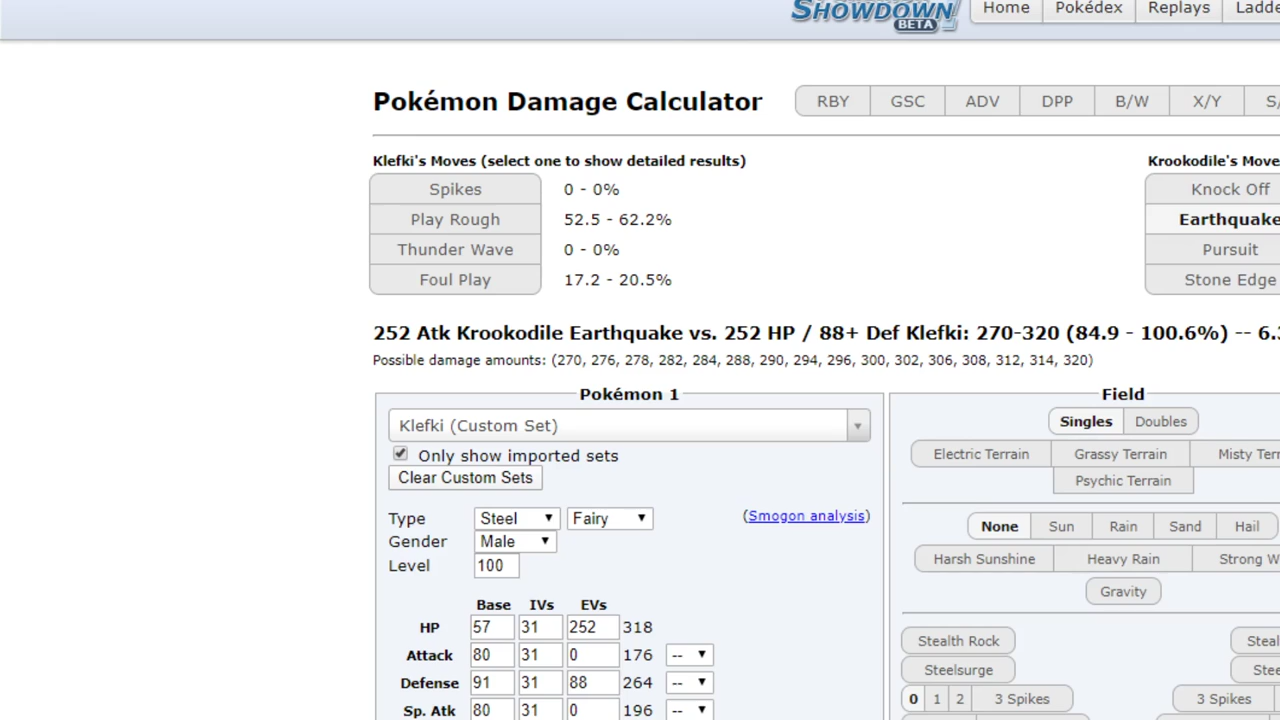 SHOWDOWN BETA Home Pokédex Replays
Pokémon Damage Calculator RBY GSC ADV DPP B/W X/Y
Klefki's Moves (select one to show detailed results) Krookodile's
Spikes 0 - 0% Knock Off
Play Rough 52.5 - 62.2% Earthquake
Thunder Wave 0 - 0% Pursuit
Foul Play 17.2 - 20.5% Stone Edge
252 Atk Krookodile Earthquake vs. 252 HP / 88+ Def Klefki: 270-320 (84.9 - 100.6%) --
Possible damage amounts: (270, 276, 278, 282, 284, 288, 290, 294, 296, 300, 302, 306, 308, 312, 314, 320)
Pokémon 1
Klefki (Custom Set)
Only show imported sets
Clear Custom Sets
Type Steel Fairy (Smogon analysis)
Gender Male
Level 100
Base IVs EVs
HP 57 31 252 318
Attack 80 31 0 176 --
Defense 91 31 88 264 --
Sp. Atk 80 31 0 196 --
Field
Singles Doubles
Electric Terrain Grassy Terrain Misty
Psychic Terrain
None Sun Rain Sand Hail
Harsh Sunshine Heavy Rain Strong
Gravity
Stealth Rock
Steelsurge
0 1 2 3 Spikes 3 Spikes